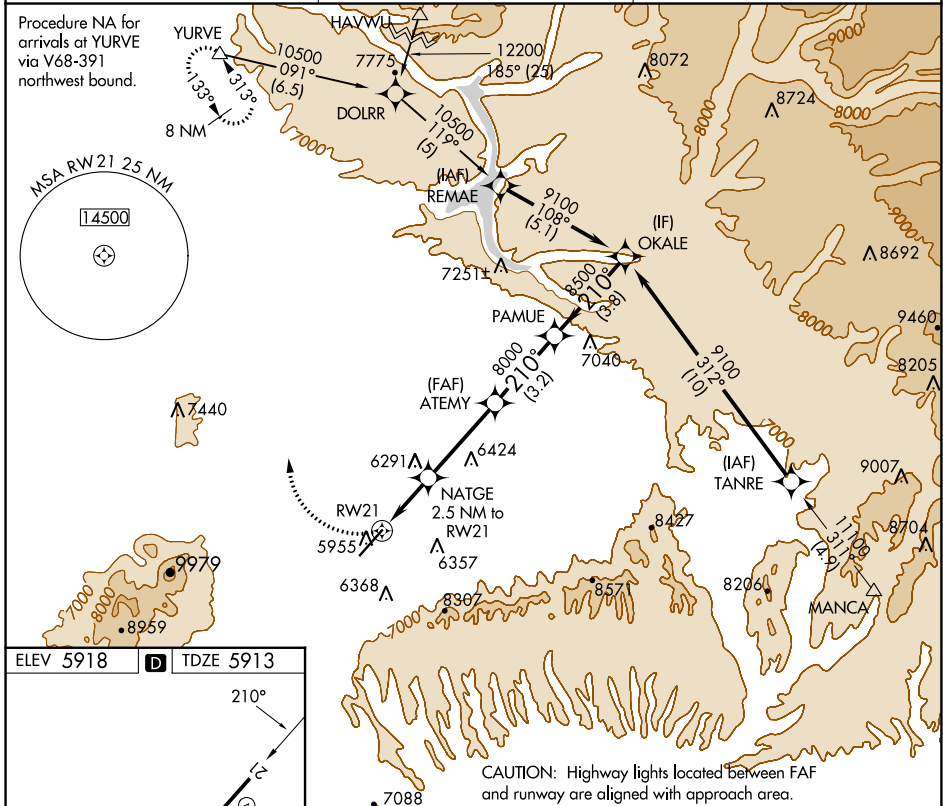 Procedure NA for
arrivals at YURVE
via V68-391
northwest bound.
YURVE
HAVWU
10500
091°
(6.5)
7775
12200
185° (25)
8072
8724
9000
8000
133°
313°
8 NM
DOLRR
10500
119°
(5)
7000
MSA RW21 25 NM
14500
(IAF)
REMAE
9100
108°
(5.1)
(IF)
OKALE
9000
8692
7251±
8500
210°
(3.8)
PAMUE
8000
9460
7040
8000
210°
(3.2)
9100
312°
(10)
8205
(FAF)
ATEMY
7440
7000
6291
6424
(IAF)
TANRE
9007
NATGE
2.5 NM to
RW21
RW21
5955
6357
8427
11100
311°
(4.9)
8704
9979
6368
8307
8571
8206
MANCA
7000
8000
8959
7000
ELEV 5918
D
TDZE 5913
210°
21
7088
CAUTION: Highway lights located between FAF
and runway are aligned with approach area.